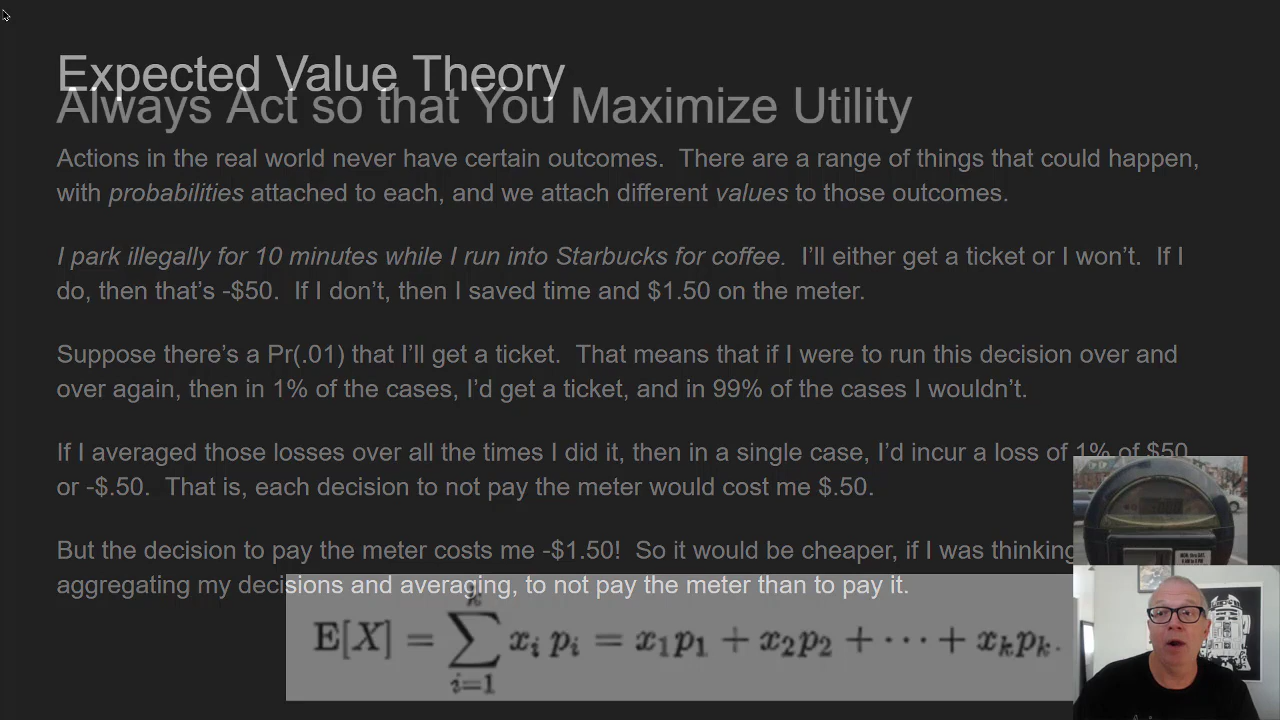 Expected Value Theory
Always Act so that You Maximize Utility
Actions in the real world never have certain outcomes. There are a range of things that could happen,
with probabilities attached to each, and we attach different values to those outcomes.
I park illegally for 10 minutes while I run into Starbucks for coffee. I'll either get a ticket or I won't. If I
do, then that's -$50. If I don't, then I saved time and $1.50 on the meter.
Suppose there's a Pr(.01) that I'll get a ticket. That means that if I were to run this decision over and
over again, then in 1% of the cases, I'd get a ticket, and in 99% of the cases I wouldn't.
If I averaged those losses over all the times I did it, then in a single case, I'd incur a loss of 1% of $50
or -$.50. That is, each decision to not pay the meter would cost me $.50.
But the decision to pay the meter costs me -$1.50! So it would be cheaper, if I was thinking
aggregating my decisions and averaging, to not pay the meter than to pay it.
E[X] = ∑_{i=1}^{k} x_i p_i = x_1p_1 + x_2p_2 + ⋯ + x_kp_k.